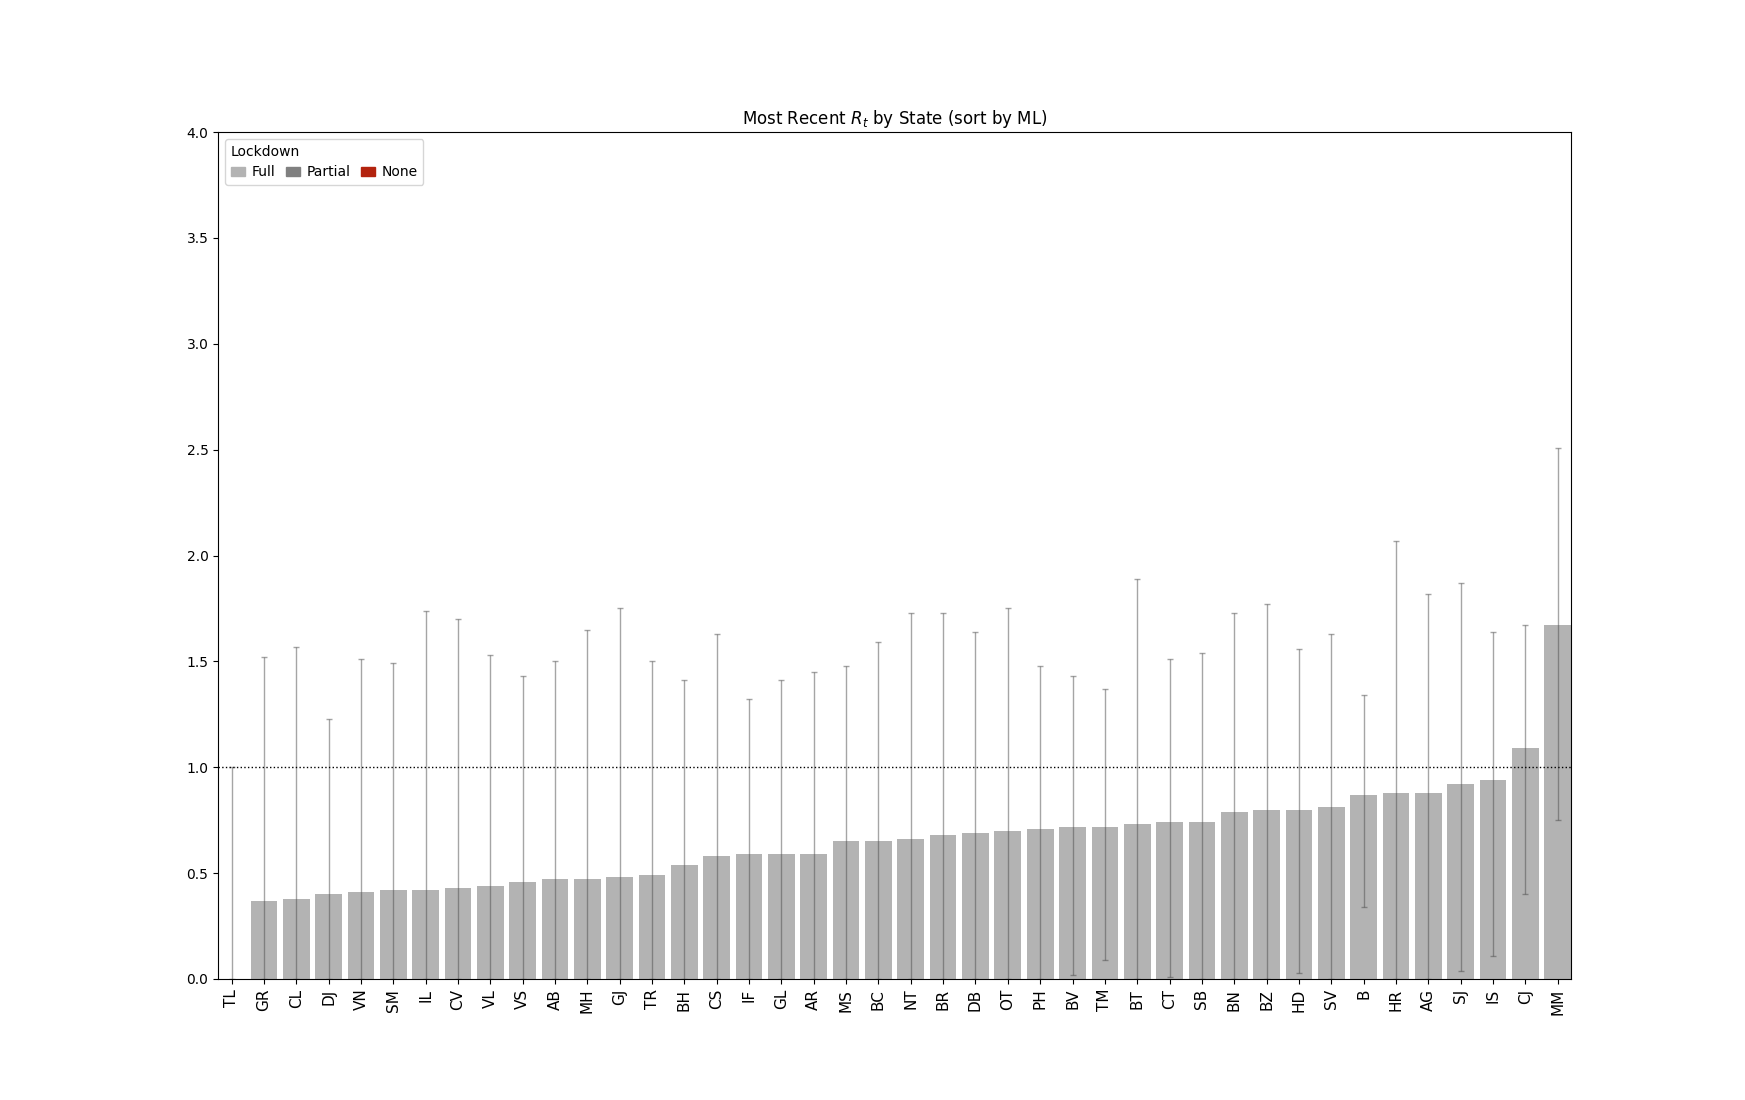 Most Recent R_t by State (sort by ML)
4.0
Lockdown
Full Partial None
3.5
3.0
2.5
2.0
1.5
1.0
0.5
0.0
TL GR CL DJ VN SM IL CV VL VS AB MH GJ TR BH CS IF GL AR MS BC NT BR DB OT PH BV TM BT CT SB BN BZ HD SV B HR AG SJ IS CJ MM